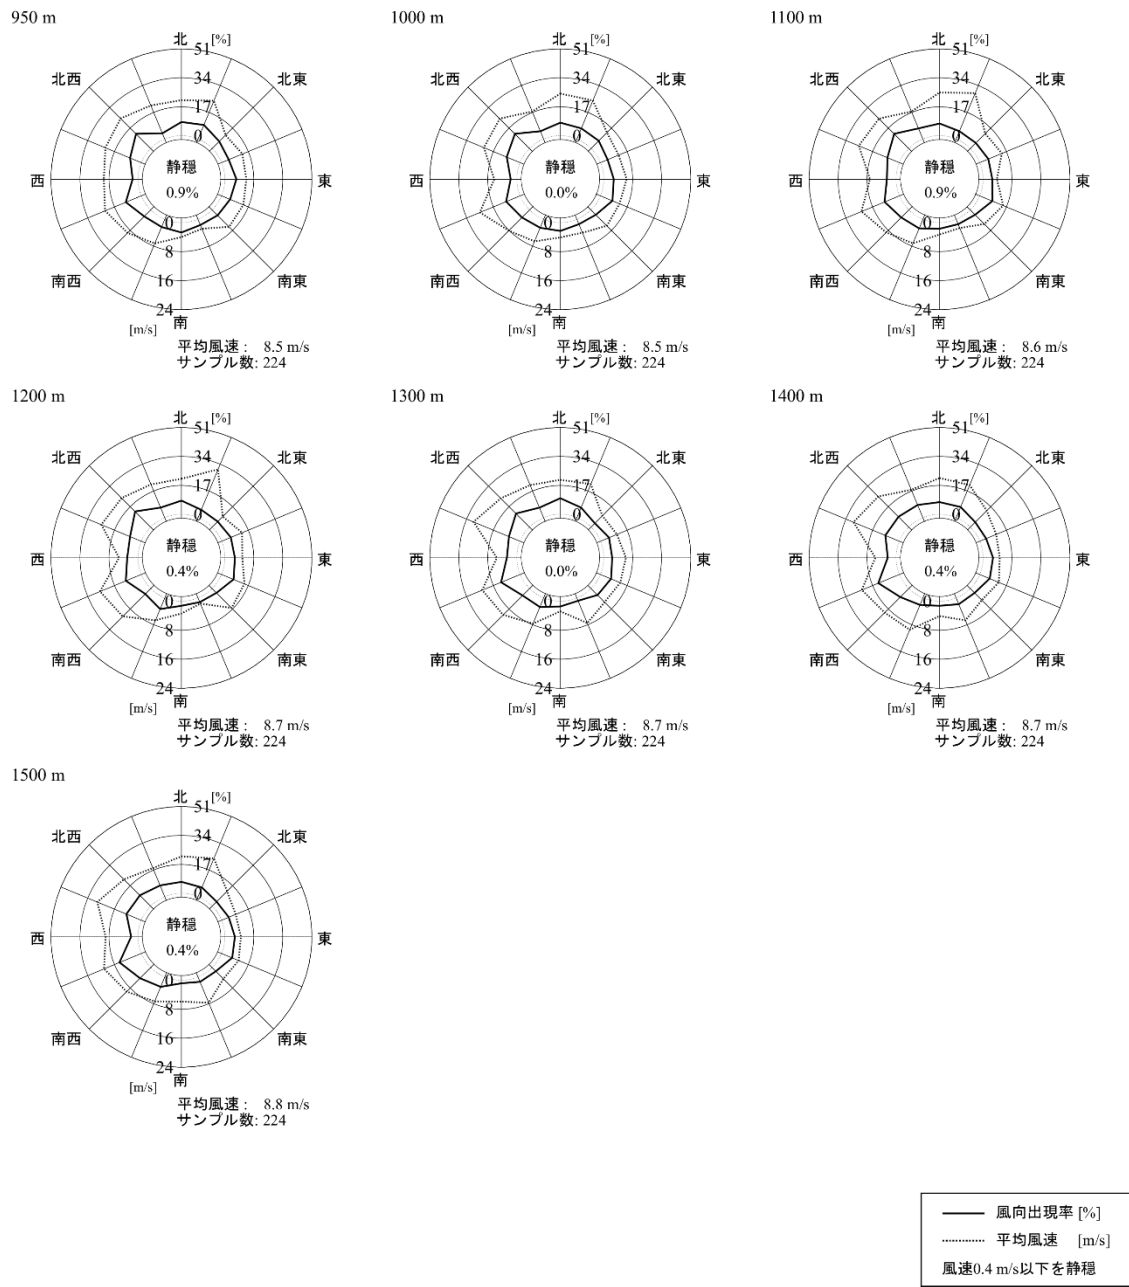 950 m
北 [%]
51
34
17
0
北西
北東
静穏
0.9%
西
東
0
8
16
24
南西
南東
南
[m/s]
平均風速： 8.5 m/s
サンプル数: 224
1000 m
北 [%]
51
34
17
0
北西
北東
静穏
0.0%
西
東
0
8
16
24
南西
南東
南
[m/s]
平均風速： 8.5 m/s
サンプル数: 224
1100 m
北 [%]
51
34
17
0
北西
北東
静穏
0.9%
西
東
0
8
16
24
南西
南東
南
[m/s]
平均風速： 8.6 m/s
サンプル数: 224
1200 m
北 [%]
51
34
17
0
北西
北東
静穏
0.4%
西
東
0
8
16
24
南西
南東
南
[m/s]
平均風速： 8.7 m/s
サンプル数: 224
1300 m
北 [%]
51
34
17
0
北西
北東
静穏
0.0%
西
東
0
8
16
24
南西
南東
南
[m/s]
平均風速： 8.7 m/s
サンプル数: 224
1400 m
北 [%]
51
34
17
0
北西
北東
静穏
0.4%
西
東
0
8
16
24
南西
南東
南
[m/s]
平均風速： 8.7 m/s
サンプル数: 224
1500 m
北 [%]
51
34
17
0
北西
北東
静穏
0.4%
西
東
0
8
16
24
南西
南東
南
[m/s]
平均風速： 8.8 m/s
サンプル数: 224
風向出現率 [%]
平均風速 [m/s]
風速0.4 m/s以下を静穏